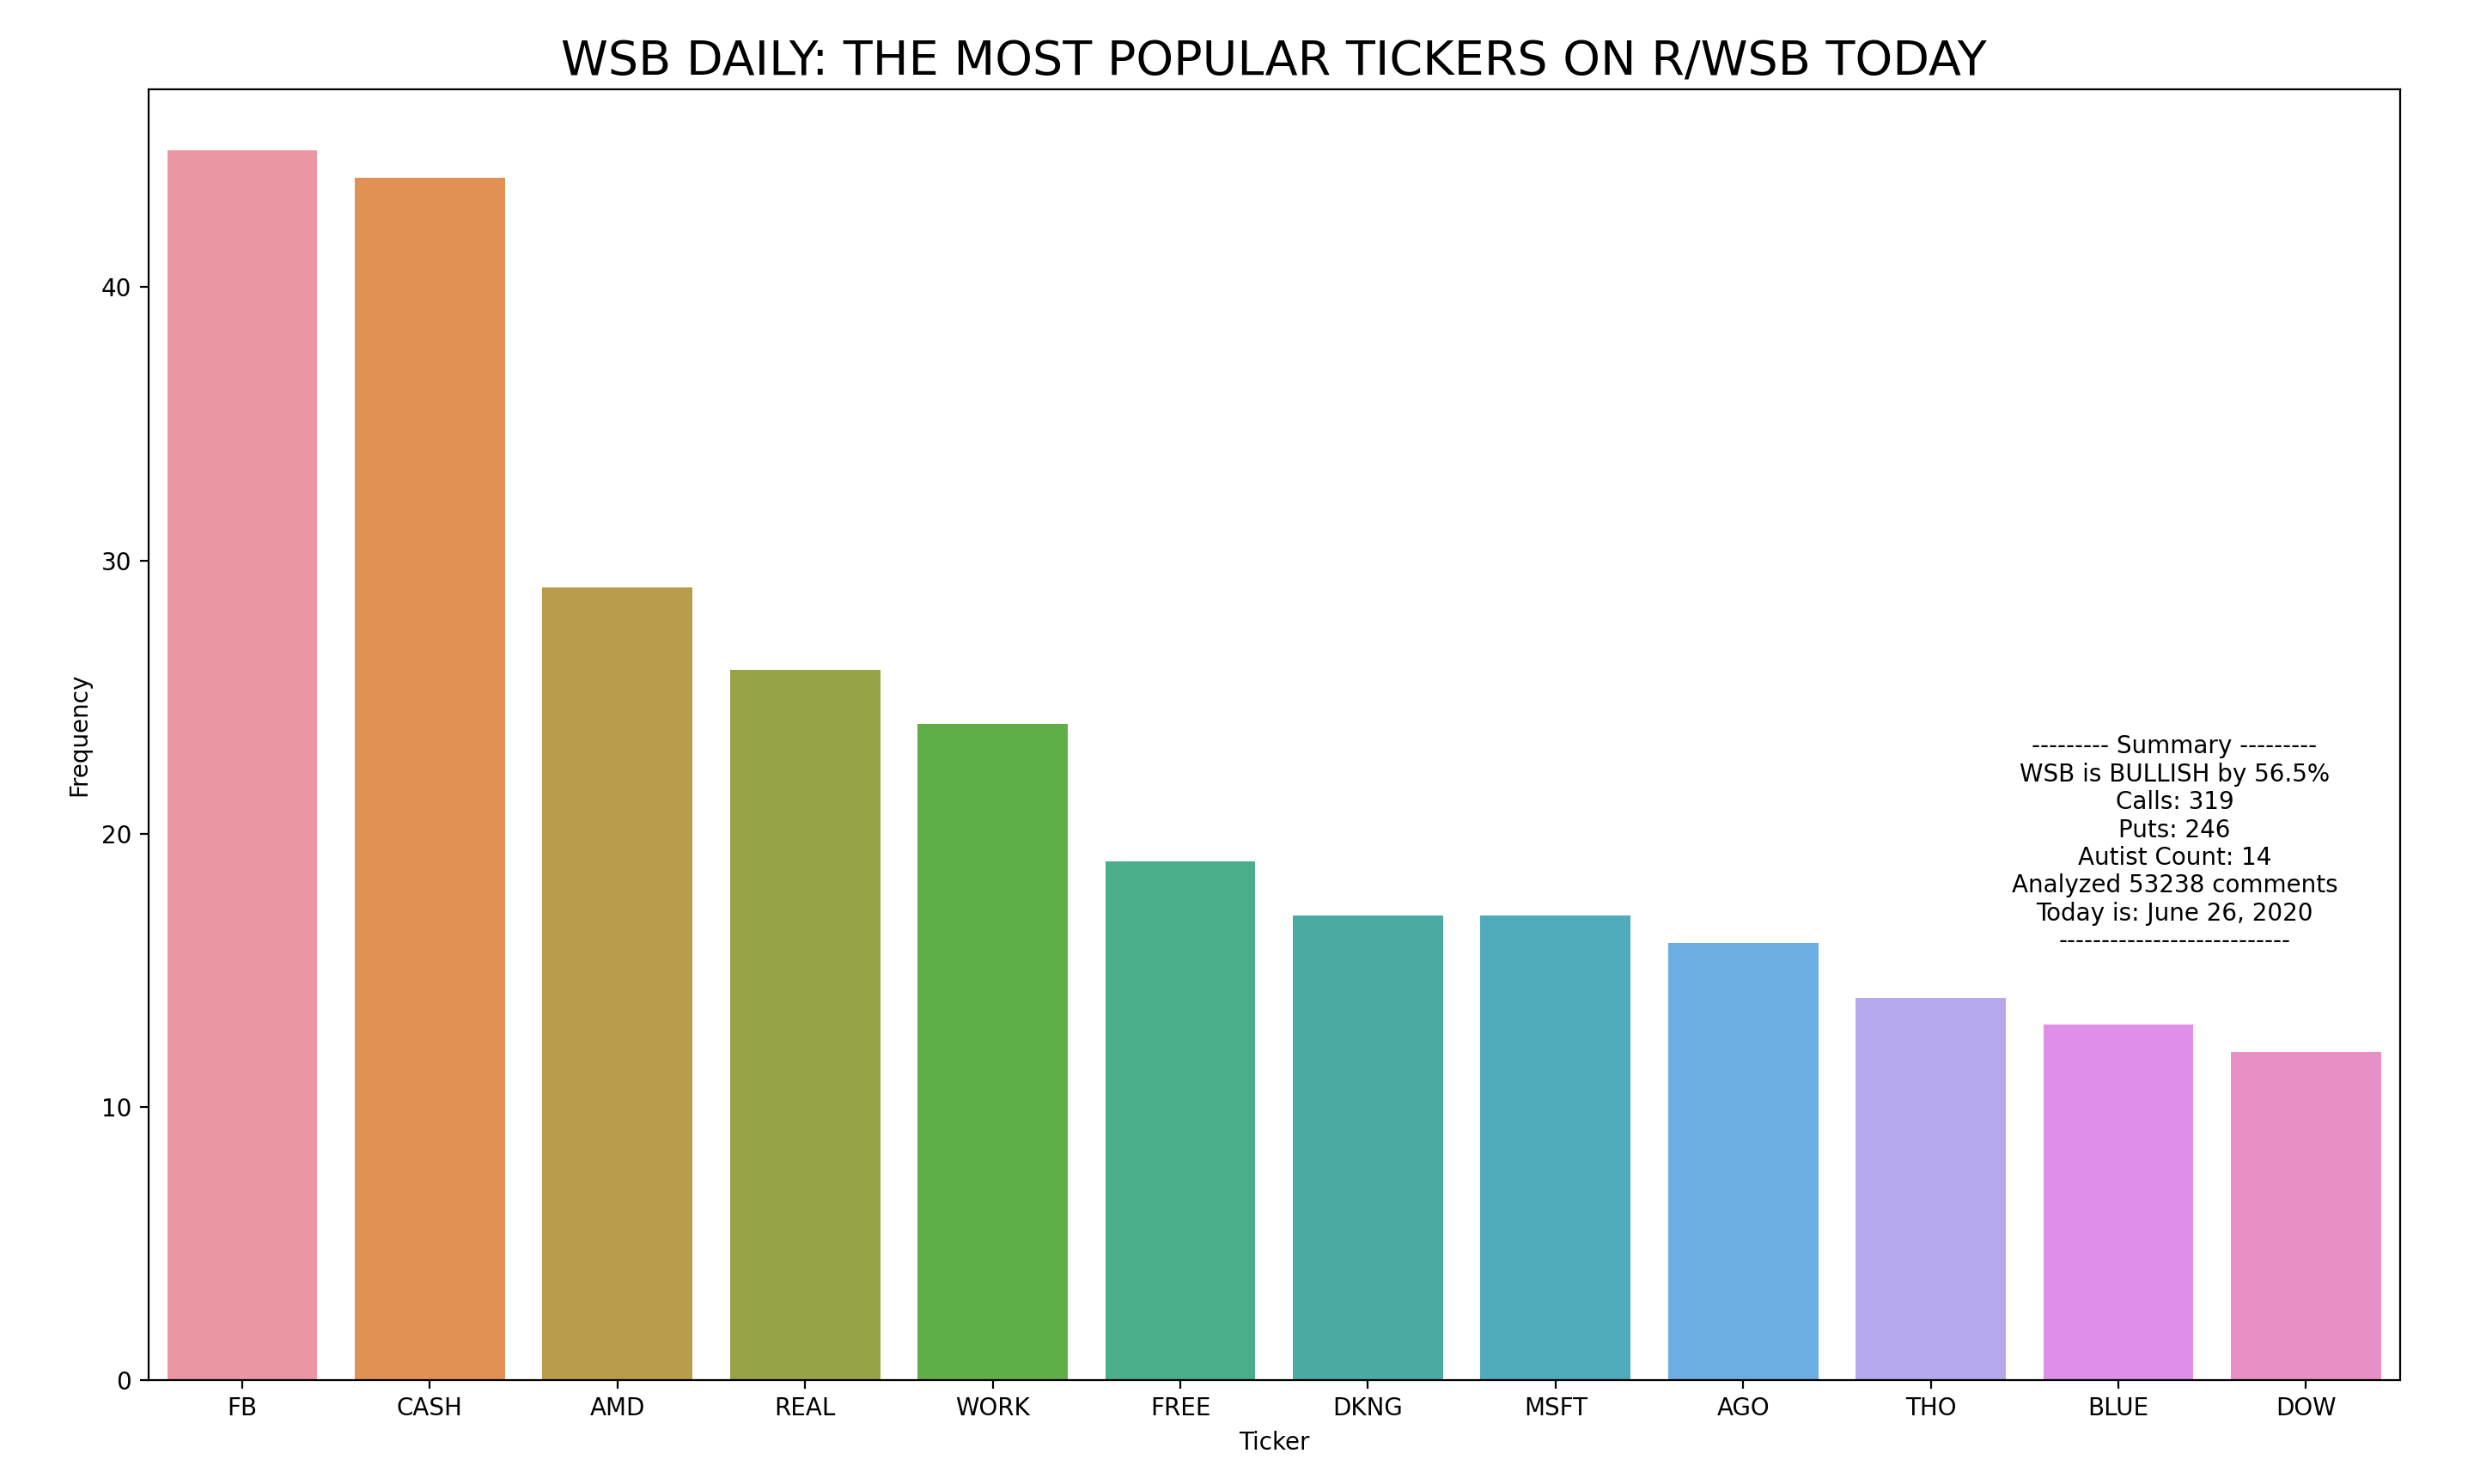 WSB DAILY: THE MOST POPULAR TICKERS ON R/WSB TODAY
40
30
20
10
0
Frequency
--------- Summary ---------
WSB is BULLISH by 56.5%
Calls: 319
Puts: 246
Autist Count: 14
Analyzed 53238 comments
Today is: June 26, 2020
---------------------------
FB CASH AMD REAL WORK FREE DKNG MSFT AGO THO BLUE DOW
Ticker